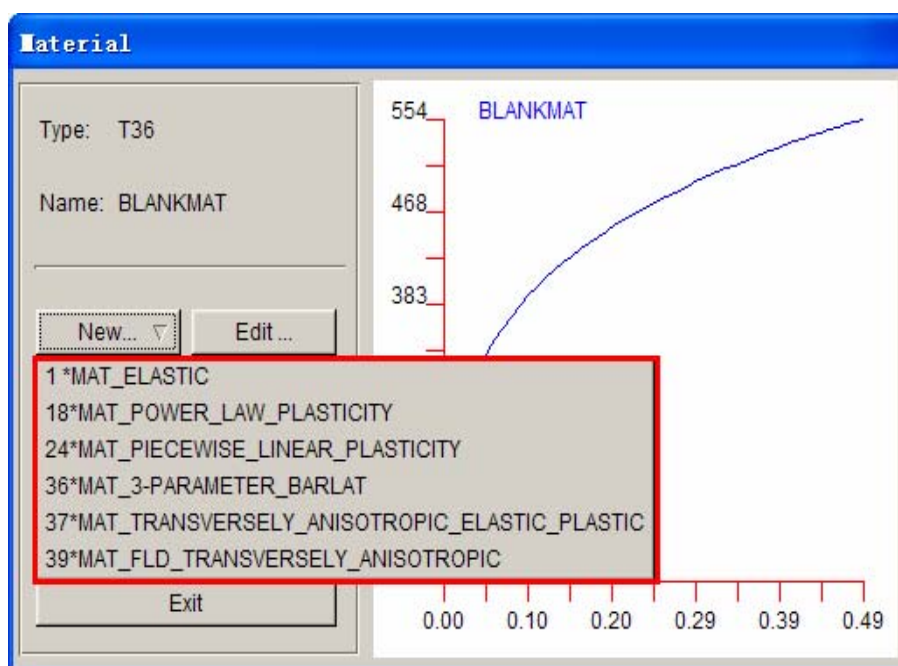 Material
Type: T36
Name: BLANKMAT
New... Edit ...
1 *MAT_ELASTIC
18*MAT_POWER_LAW_PLASTICITY
24*MAT_PIECEWISE_LINEAR_PLASTICITY
36*MAT_3-PARAMETER_BARLAT
37*MAT_TRANSVERSELY_ANISOTROPIC_ELASTIC_PLASTIC
39*MAT_FLD_TRANSVERSELY_ANISOTROPIC
Exit
BLANKMAT
554
468
383
0.00 0.10 0.20 0.29 0.39 0.49